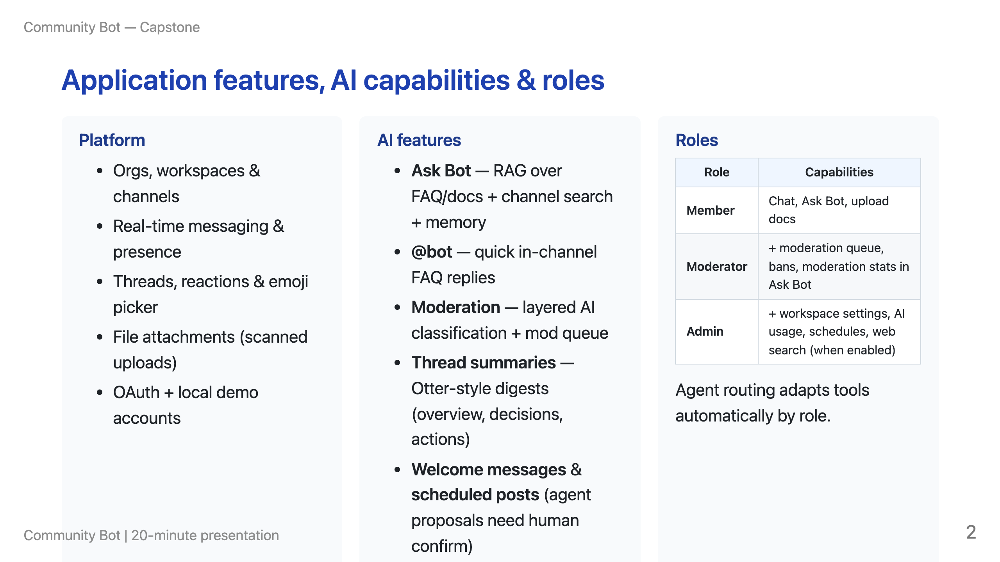 Community Bot — Capstone
Application features, AI capabilities & roles
Platform
• Orgs, workspaces &
channels
• Real-time messaging &
presence
• Threads, reactions & emoji
picker
• File attachments (scanned
uploads)
• OAuth + local demo
accounts
AI features
• Ask Bot — RAG over
FAQ/docs + channel search
+ memory
• @bot — quick in-channel
FAQ replies
• Moderation — layered AI
classification + mod queue
• Thread summaries —
Otter-style digests
(overview, decisions,
actions)
• Welcome messages &
scheduled posts (agent
proposals need human
confirm)
Roles
Role Capabilities
Member Chat, Ask Bot, upload
docs
Moderator + moderation queue,
bans, moderation stats in
Ask Bot
Admin + workspace settings, AI
usage, schedules, web
search (when enabled)
Agent routing adapts tools
automatically by role.
Community Bot | 20-minute presentation
2